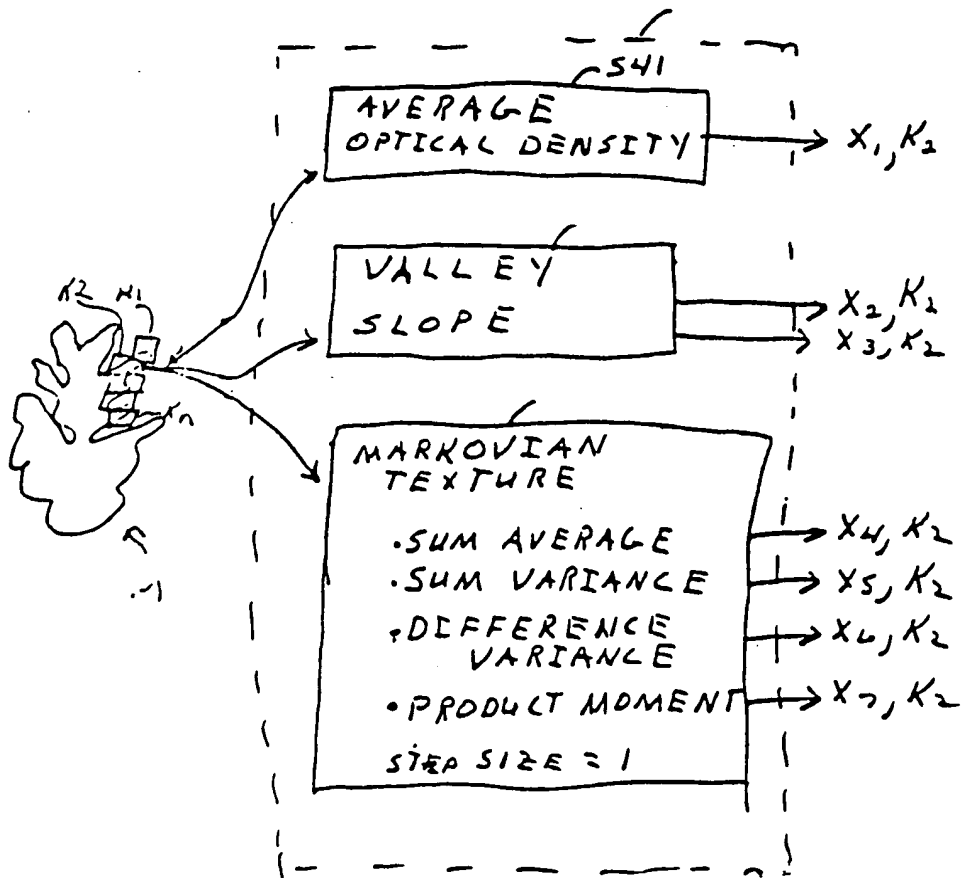 S41
AVERAGE
OPTICAL DENSITY
X1, K2
VALLEY
SLOPE
X2, K2
X3, K2
K2
K1
Kn
MARKOVIAN
TEXTURE
• SUM AVERAGE
• SUM VARIANCE
• DIFFERENCE
VARIANCE
• PRODUCT MOMENT
STEP SIZE = 1
X4, K2
X5, K2
X6, K2
X7, K2